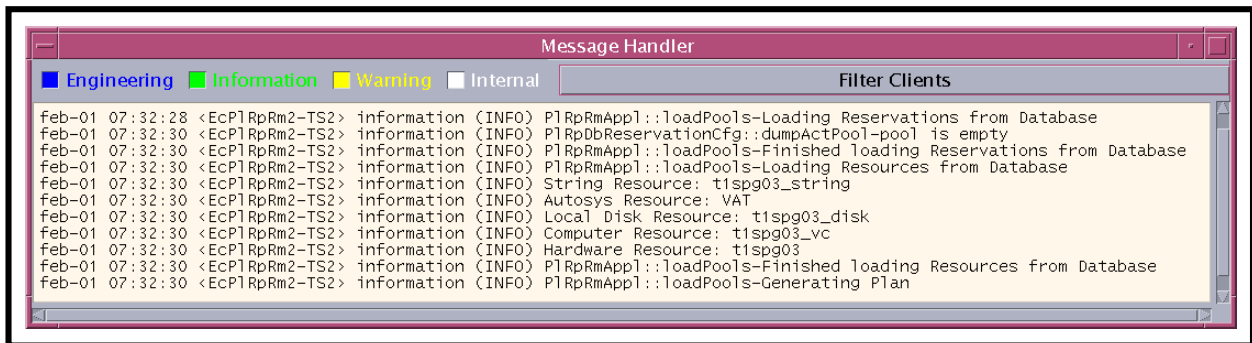 Message Handler
Engineering Information Warning Internal Filter Clients
feb-01 07:32:28 <EcPlRpRm2-TS2> information (INFO) PlRpRmAppl::loadPools-Loading Reservations from Database
feb-01 07:32:30 <EcPlRpRm2-TS2> information (INFO) PlRpDbReservationCfg::dumpActPool-pool is empty
feb-01 07:32:30 <EcPlRpRm2-TS2> information (INFO) PlRpRmAppl::loadPools-Finished loading Reservations from Database
feb-01 07:32:30 <EcPlRpRm2-TS2> information (INFO) PlRpRmAppl::loadPools-Loading Resources from Database
feb-01 07:32:30 <EcPlRpRm2-TS2> information (INFO) String Resource: t1spg03_string
feb-01 07:32:30 <EcPlRpRm2-TS2> information (INFO) Autosys Resource: VAT
feb-01 07:32:30 <EcPlRpRm2-TS2> information (INFO) Local Disk Resource: t1spg03_disk
feb-01 07:32:30 <EcPlRpRm2-TS2> information (INFO) Computer Resource: t1spg03_vc
feb-01 07:32:30 <EcPlRpRm2-TS2> information (INFO) Hardware Resource: t1spg03
feb-01 07:32:30 <EcPlRpRm2-TS2> information (INFO) PlRpRmAppl::loadPools-Finished loading Resources from Database
feb-01 07:32:30 <EcPlRpRm2-TS2> information (INFO) PlRpRmAppl::loadPools-Generating Plan